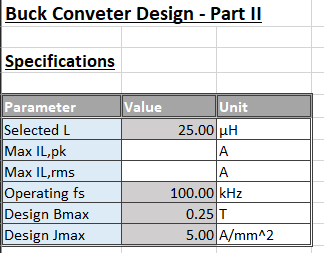 Buck Conveter Design - Part II
Specifications
Parameter Value Unit
Selected L 25.00 µH
Max IL,pk A
Max IL,rms A
Operating fs 100.00 kHz
Design Bmax 0.25 T
Design Jmax 5.00 A/mm^2